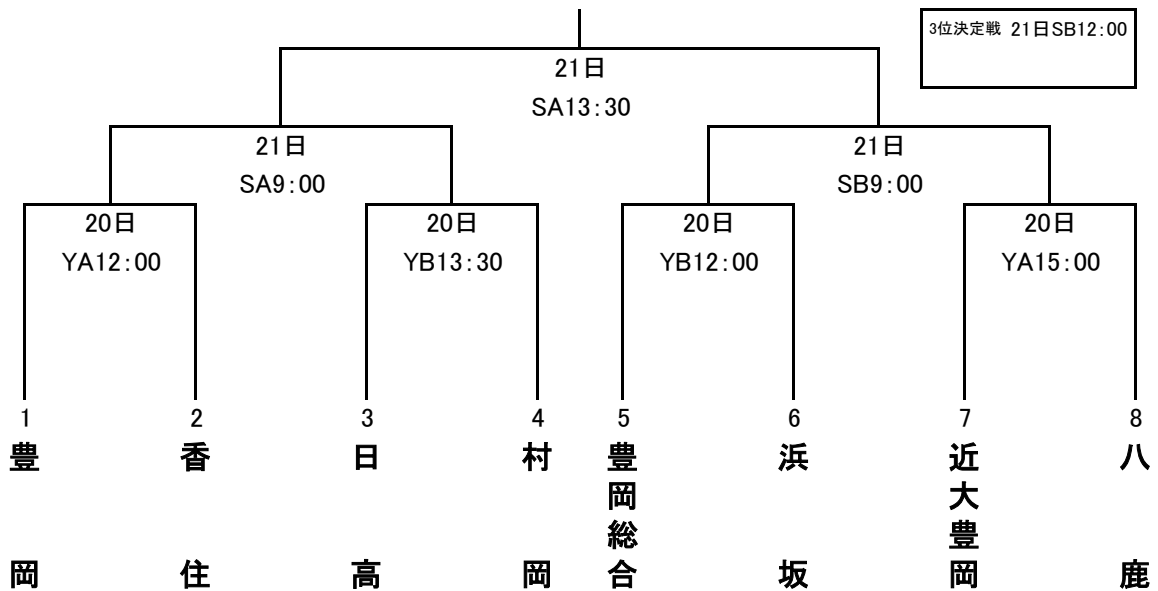 3位決定戦 21日SB12:00
21日
SA13:30
21日
SA9:00
21日
SB9:00
20日
YA12:00
20日
YB13:30
20日
YB12:00
20日
YA15:00
1
2
3
4
5
6
7
8
豊岡
香住
日高
村岡
豊岡総合
浜坂
近大豊岡
八鹿